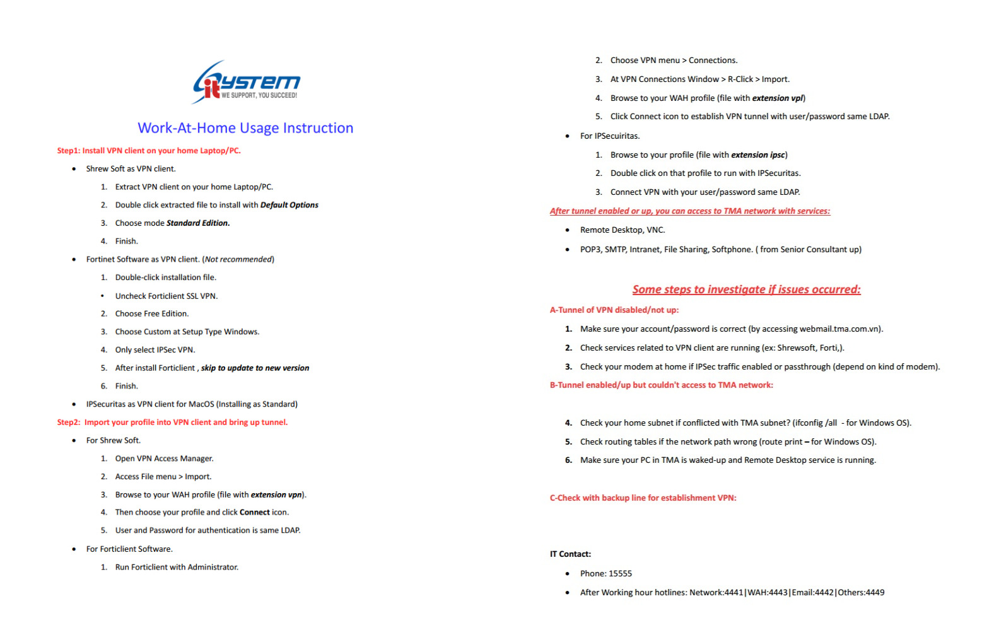 System
it
WE SUPPORT, YOU SUCCEED!
Work-At-Home Usage Instruction
Step1: Install VPN client on your home Laptop/PC.
• Shrew Soft as VPN client.
1. Extract VPN client on your home Laptop/PC.
2. Double click extracted file to install with Default Options
3. Choose mode Standard Edition.
4. Finish.
• Fortinet Software as VPN client. (Not recommended)
1. Double-click installation file.
• Uncheck Forticlient SSL VPN.
2. Choose Free Edition.
3. Choose Custom at Setup Type Windows.
4. Only select IPSec VPN.
5. After install Forticlient , skip to update to new version
6. Finish.
• IPSecuritas as VPN client for MacOS (Installing as Standard)
Step2: Import your profile into VPN client and bring up tunnel.
• For Shrew Soft.
1. Open VPN Access Manager.
2. Access File menu > Import.
3. Browse to your WAH profile (file with extension vpn).
4. Then choose your profile and click Connect icon.
5. User and Password for authentication is same LDAP.
• For Forticlient Software.
1. Run Forticlient with Administrator.
2. Choose VPN menu > Connections.
3. At VPN Connections Window > R-Click > Import.
4. Browse to your WAH profile (file with extension vpl)
5. Click Connect icon to establish VPN tunnel with user/password same LDAP.
• For IPSecuiritas.
1. Browse to your profile (file with extension ipsc)
2. Double click on that profile to run with IPSecuritas.
3. Connect VPN with your user/password same LDAP.
After tunnel enabled or up, you can access to TMA network with services:
• Remote Desktop, VNC.
• POP3, SMTP, Intranet, File Sharing, Softphone. ( from Senior Consultant up)
Some steps to investigate if issues occurred:
A-Tunnel of VPN disabled/not up:
1. Make sure your account/password is correct (by accessing webmail.tma.com.vn).
2. Check services related to VPN client are running (ex: Shrewsoft, Forti,).
3. Check your modem at home if IPSec traffic enabled or passthrough (depend on kind of modem).
B-Tunnel enabled/up but couldn't access to TMA network:
4. Check your home subnet if conflicted with TMA subnet? (ifconfig /all - for Windows OS).
5. Check routing tables if the network path wrong (route print – for Windows OS).
6. Make sure your PC in TMA is waked-up and Remote Desktop service is running.
C-Check with backup line for establishment VPN:
IT Contact:
• Phone: 15555
• After Working hour hotlines: Network:4441|WAH:4443|Email:4442|Others:4449